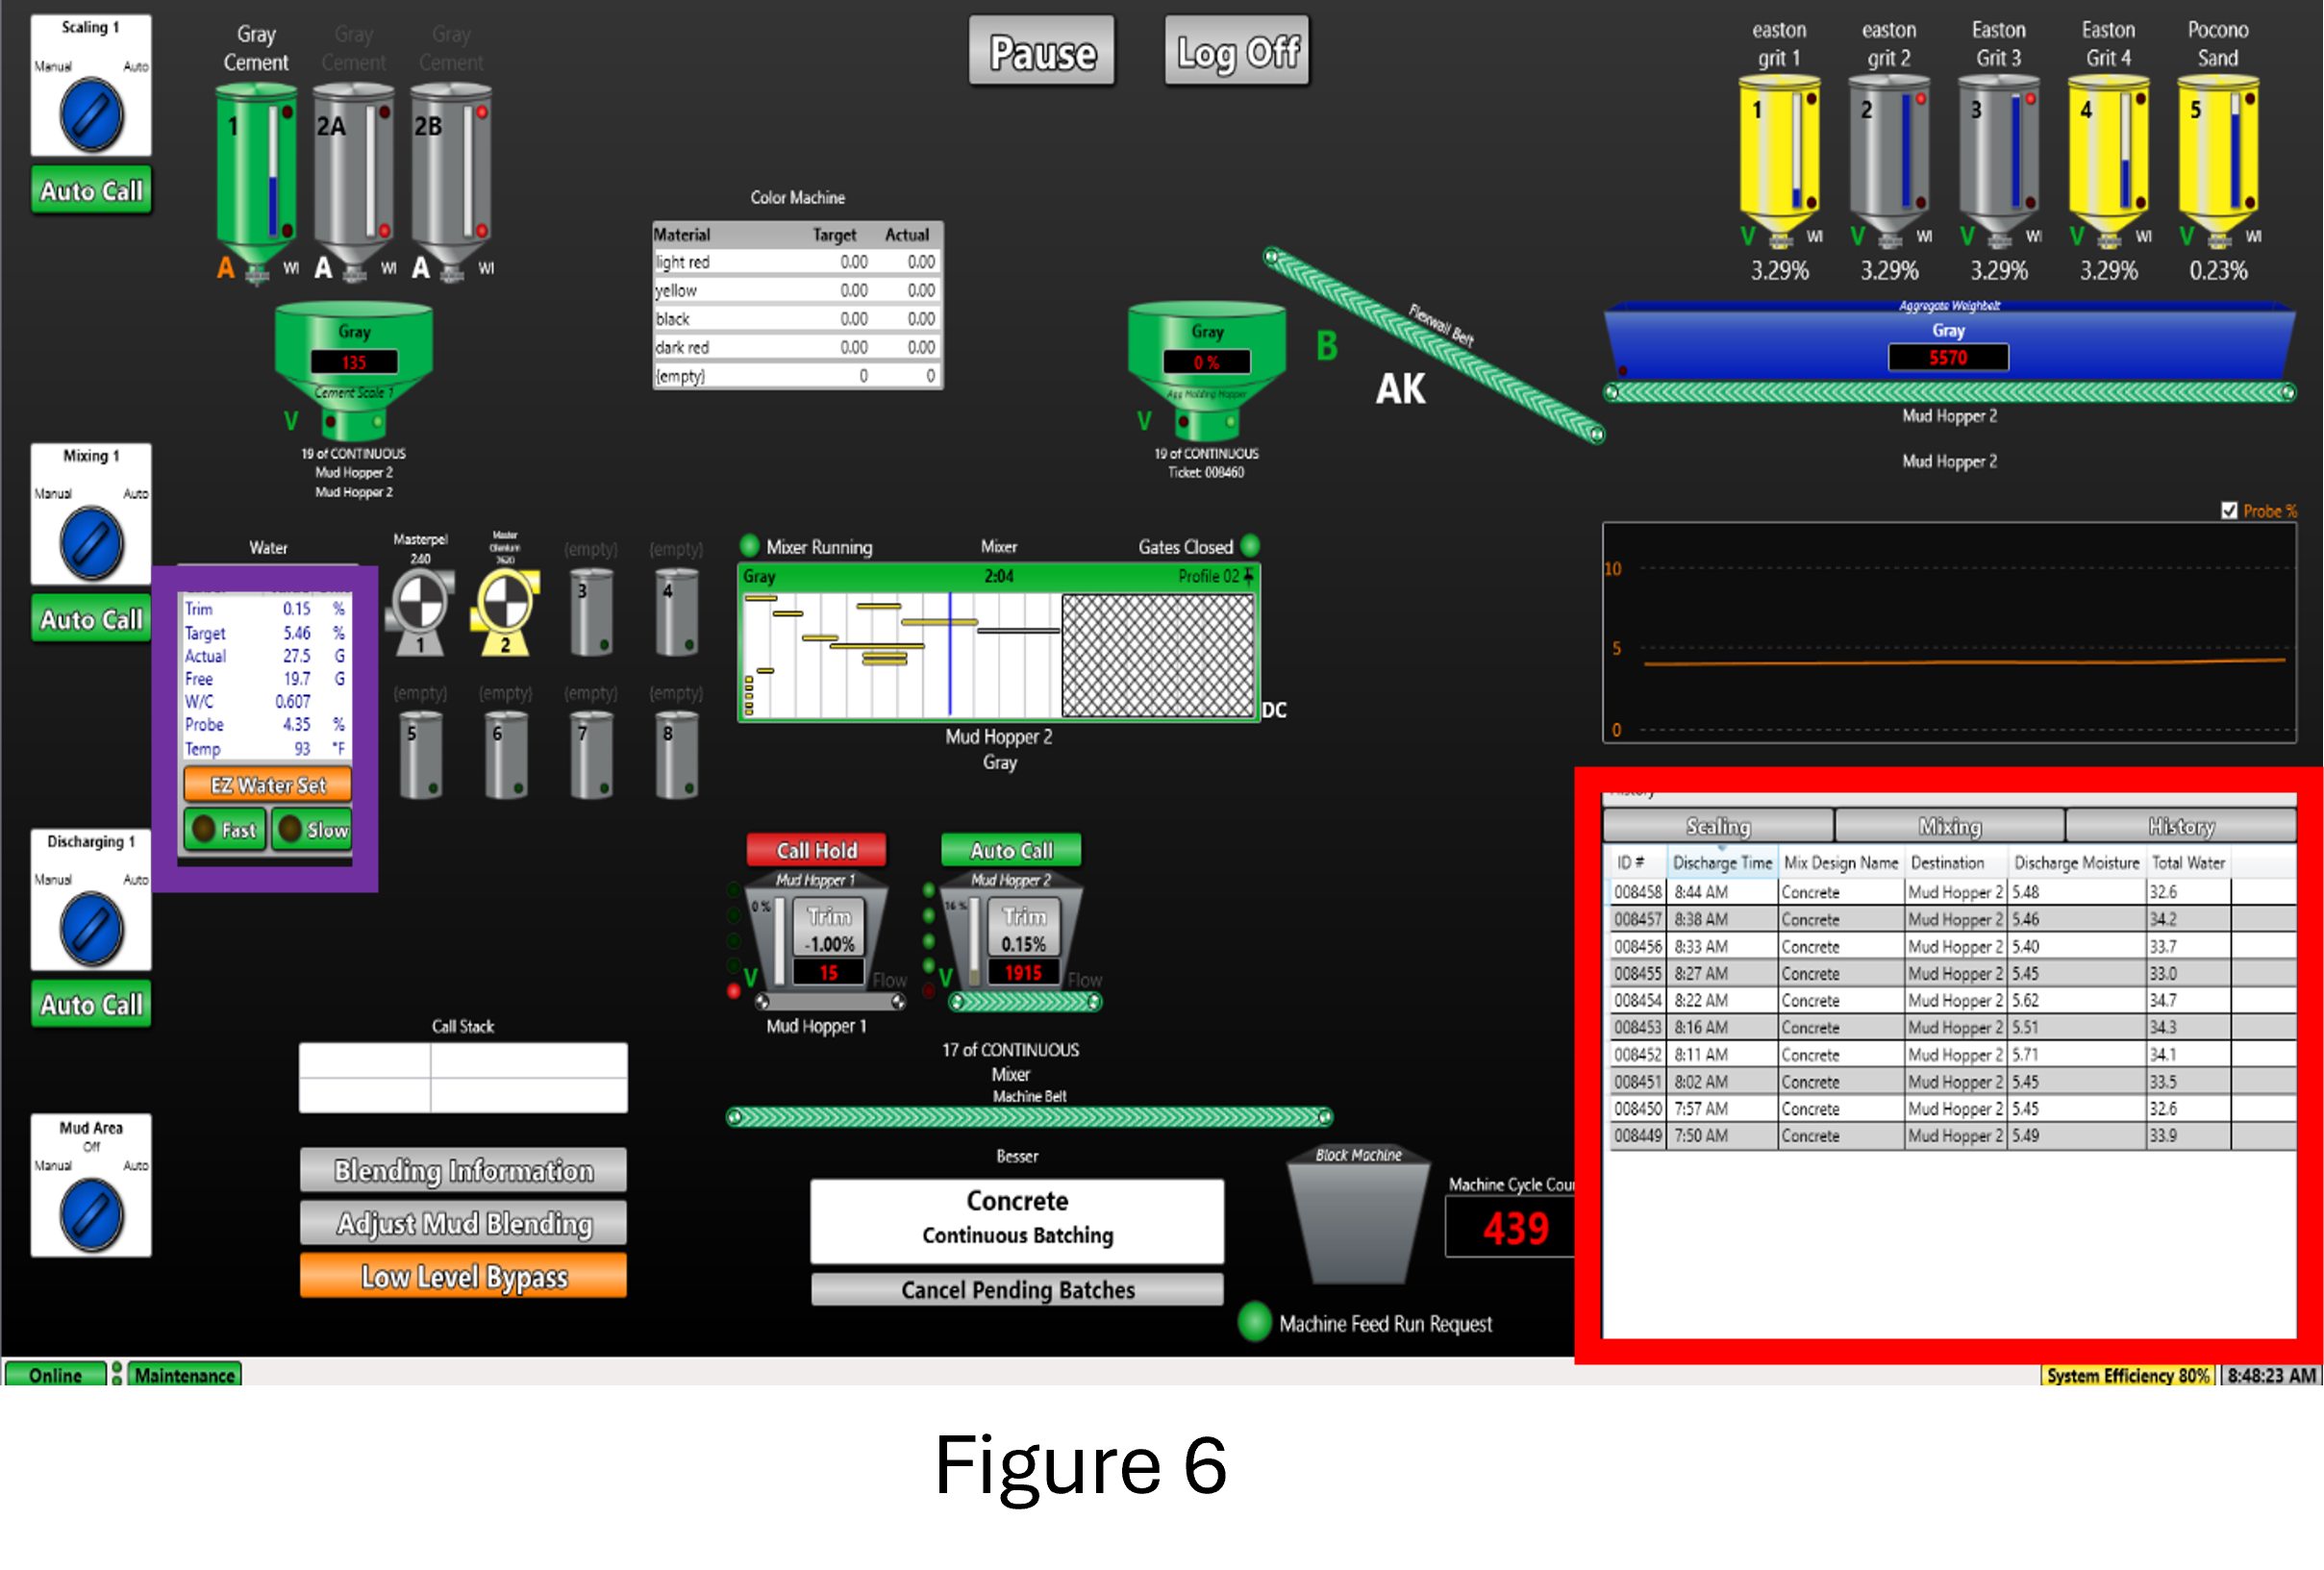 Scaling 1
Manual Auto
Auto Call
Gray Cement
Gray Cement
Gray Cement
1
2A
2B
A WI A WI A WI
Gray
135
Cement Scale 1
V
19 of CONTINUOUS
Mud Hopper 2
Mud Hopper 2
Pause
Log Off
Color Machine
Material Target Actual
light red 0.00 0.00
yellow 0.00 0.00
black 0.00 0.00
dark red 0.00 0.00
{empty} 0 0
Gray
0 %
Agg Holding Hopper
V
19 of CONTINUOUS
Ticket: 008460
B
AK
Flexwall Belt
easton grit 1
easton grit 2
Easton Grit 3
Easton Grit 4
Pocono Sand
1 2 3 4 5
V WI V WI V WI V WI V WI
3.29% 3.29% 3.29% 3.29% 0.23%
Aggregate Weighbelt
Gray
5570
Mud Hopper 2
Mud Hopper 2
Mixing 1
Manual Auto
Auto Call
Water
Trim 0.15 %
Target 5.46 %
Actual 27.5 G
Free 19.7 G
W/C 0.607
Probe 4.35 %
Temp 93 °F
EZ Water Set
Fast Slow
Masterpel 240
1
Master Glenium 7620
2
{empty} {empty}
3 4
{empty} {empty} {empty} {empty}
5 6 7 8
Mixer Running Mixer Gates Closed
Gray 2:04 Profile 02
DC
Mud Hopper 2
Gray
Probe %
10
5
0
Discharging 1
Manual Auto
Auto Call
Call Hold
Mud Hopper 1
0 %
Trim
-1.00%
15
V Flow
Mud Hopper 1
Auto Call
Mud Hopper 2
16 %
Trim
0.15%
1915
V Flow
17 of CONTINUOUS
Mixer
Machine Belt
Call Stack
Blending Information
Adjust Mud Blending
Low Level Bypass
Mud Area
Off
Manual Auto
Besser
Concrete
Continuous Batching
Cancel Pending Batches
Block Machine
Machine Cycle Cou
439
Machine Feed Run Request
History
Scaling Mixing History
ID # Discharge Time Mix Design Name Destination Discharge Moisture Total Water
008458 8:44 AM Concrete Mud Hopper 2 5.48 32.6
008457 8:38 AM Concrete Mud Hopper 2 5.46 34.2
008456 8:33 AM Concrete Mud Hopper 2 5.40 33.7
008455 8:27 AM Concrete Mud Hopper 2 5.45 33.0
008454 8:22 AM Concrete Mud Hopper 2 5.62 34.7
008453 8:16 AM Concrete Mud Hopper 2 5.51 34.3
008452 8:11 AM Concrete Mud Hopper 2 5.71 34.1
008451 8:02 AM Concrete Mud Hopper 2 5.45 33.5
008450 7:57 AM Concrete Mud Hopper 2 5.45 32.6
008449 7:50 AM Concrete Mud Hopper 2 5.49 33.9
Online Maintenance
System Efficiency 80% 8:48:23 AM
Figure 6